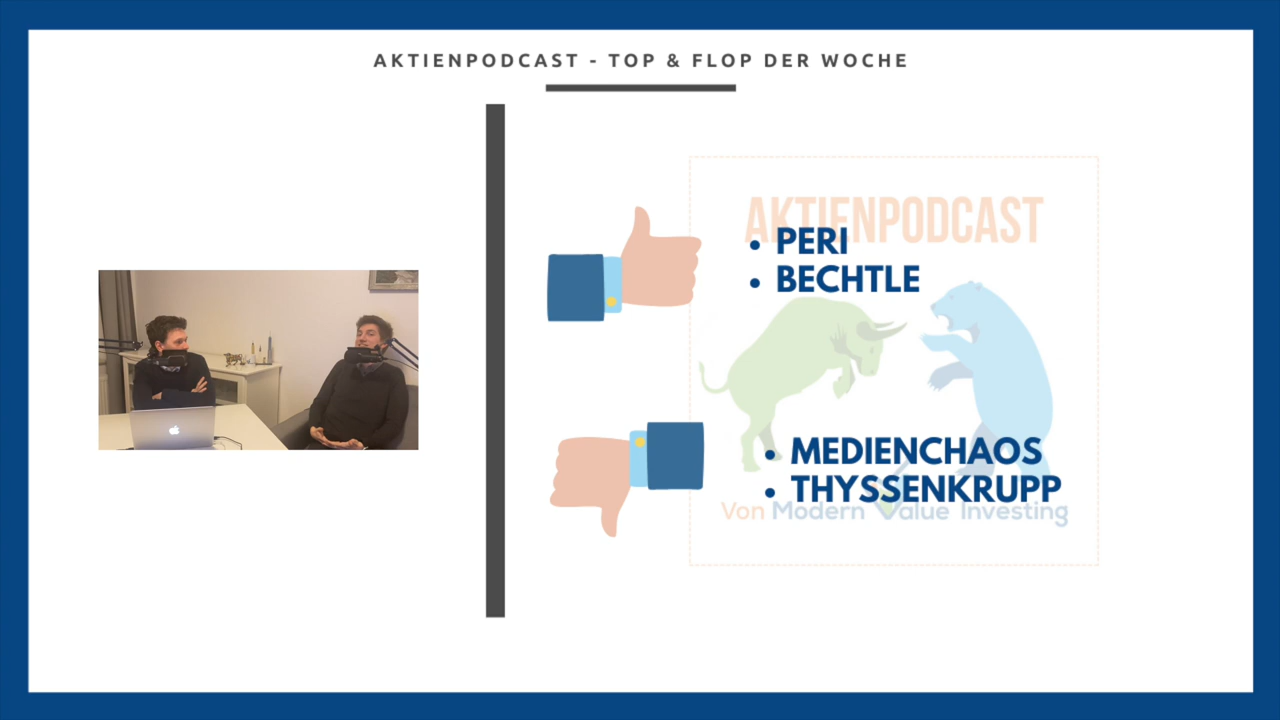 AKTIENPODCAST - TOP & FLOP DER WOCHE
AKTIENPODCAST
• PERI
• BECHTLE
• MEDIENCHAOS
• THYSSENKRUPP
Von Modern Value Investing